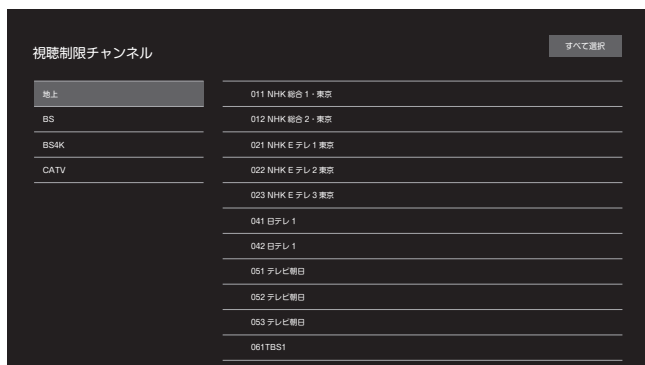 視聴制限チャンネル
すべて選択
地上
BS
BS4K
CATV
011 NHK 総合 1・東京
012 NHK 総合 2・東京
021 NHK E テレ 1 東京
022 NHK E テレ 2 東京
023 NHK E テレ 3 東京
041 日テレ 1
042 日テレ 1
051 テレビ朝日
052 テレビ朝日
053 テレビ朝日
061TBS1